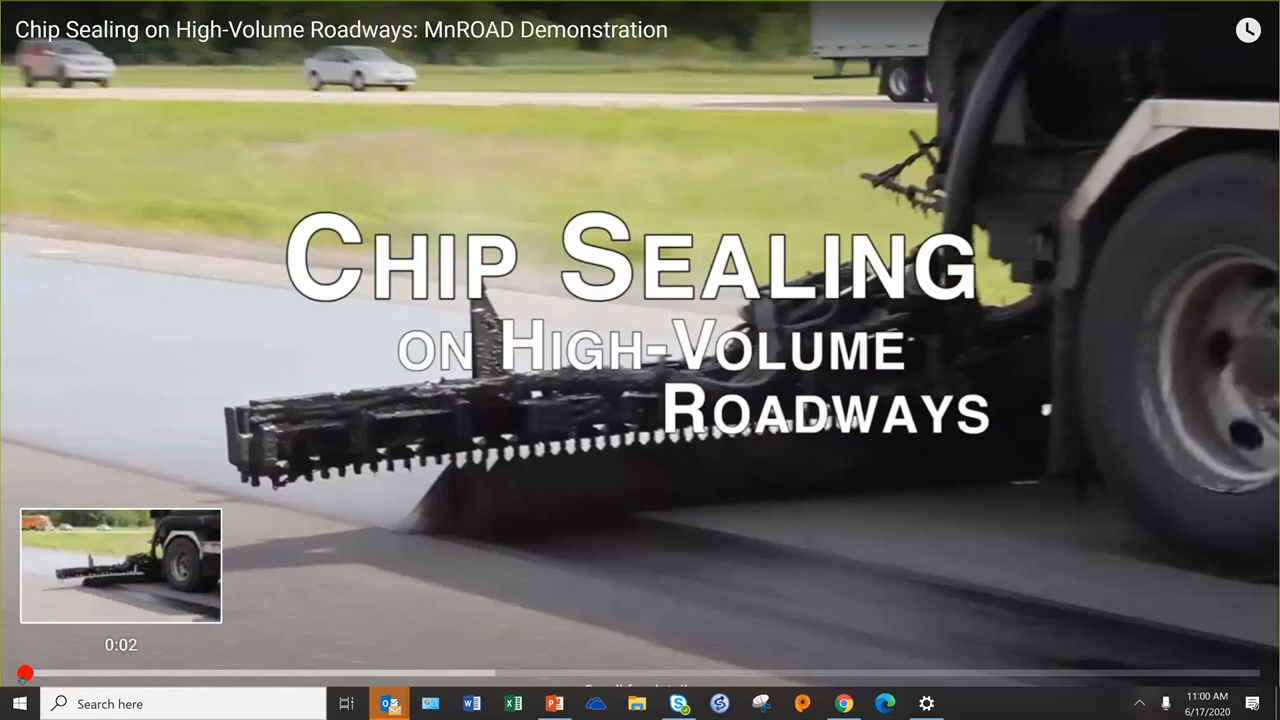 Chip Sealing on High-Volume Roadways: MnROAD Demonstration
CHIP SEALING
ON HIGH-VOLUME
ROADWAYS
0:02
Search here
11:00 AM
6/17/2020